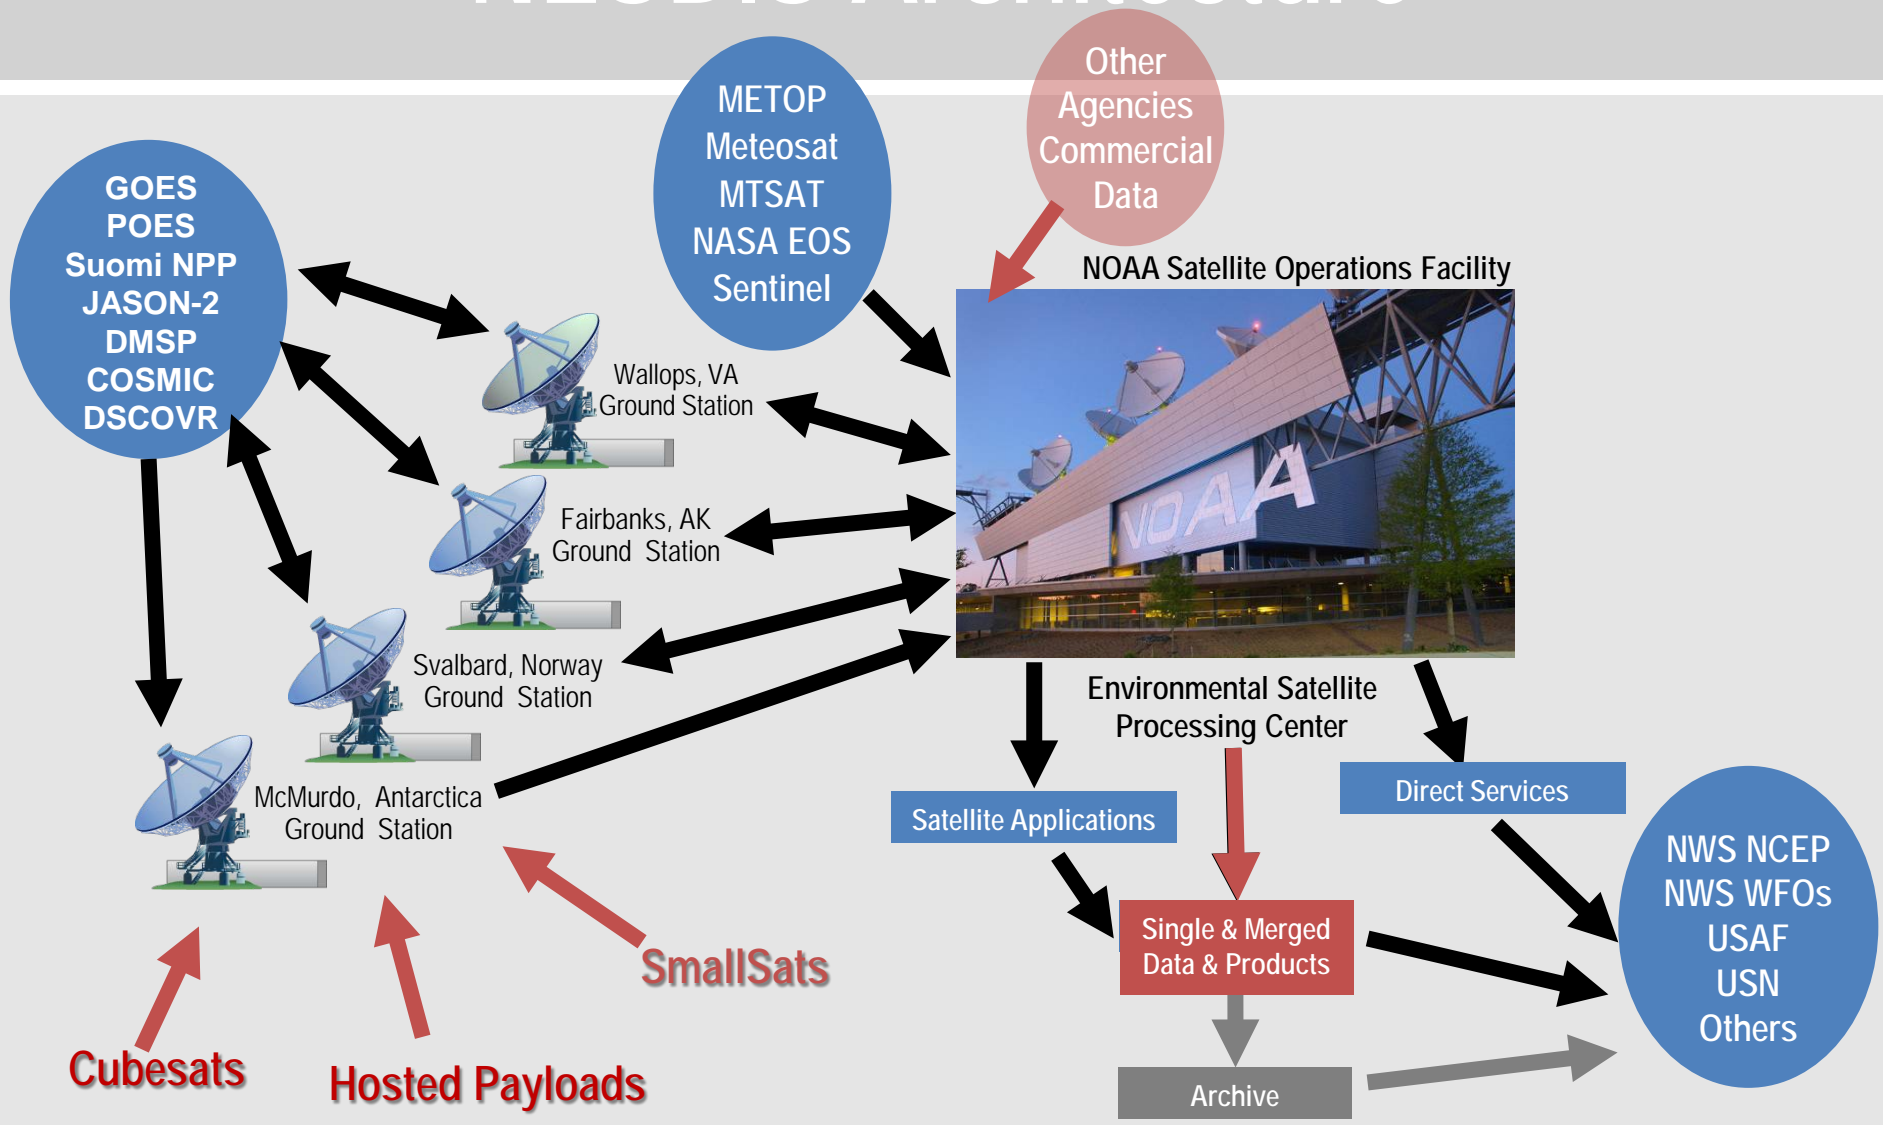 GOES
POES
Suomi NPP
JASON-2
DMSP
COSMIC
DSCOVR
METOP
Meteosat
MTSAT
NASA EOS
Sentinel
Other
Agencies
Commercial
Data
NOAA Satellite Operations Facility
NOAA
Wallops, VA
Ground Station
Fairbanks, AK
Ground Station
Svalbard, Norway
Ground Station
McMurdo, Antarctica
Ground Station
Environmental Satellite
Processing Center
Satellite Applications
Direct Services
Single & Merged
Data & Products
Archive
NWS NCEP
NWS WFOs
USAF
USN
Others
SmallSats
Cubesats
Hosted Payloads